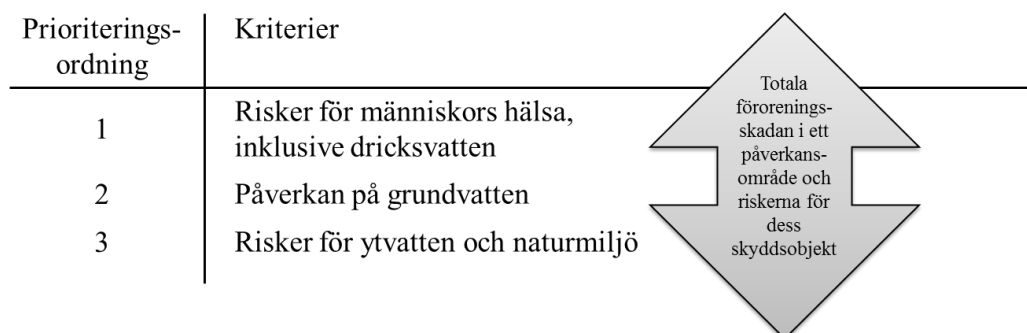 Prioriterings-
ordning
Kriterier
1
Risker för människors hälsa,
inklusive dricksvatten
2
Påverkan på grundvatten
3
Risker för ytvatten och naturmiljö
Totala
förorenings-
skadan i ett
påverkans-
område och
riskerna för
dess
skyddsobjekt